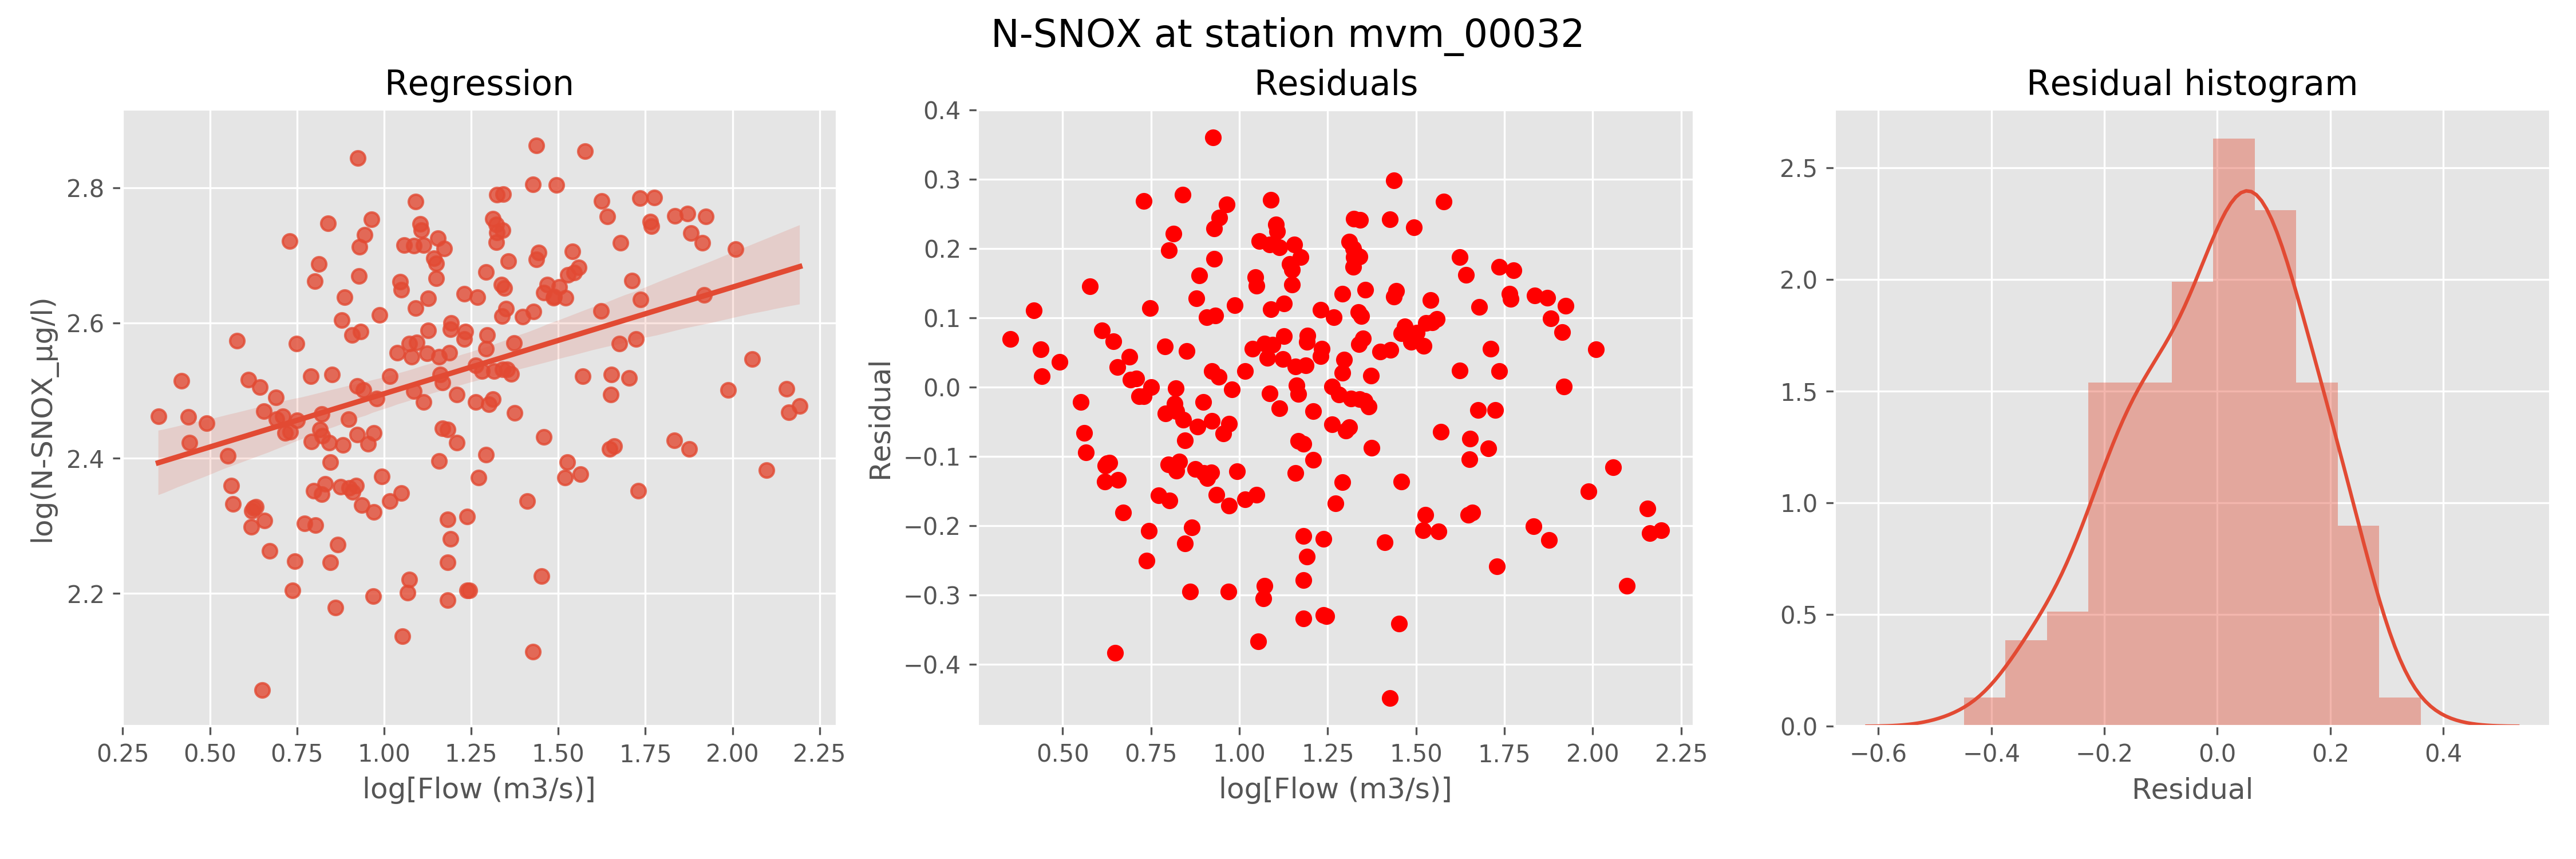 N-SNOX at station mvm_00032
Regression
2.8
2.6
2.4
2.2
log(N-SNOX_µg/l)
0.25 0.50 0.75 1.00 1.25 1.50 1.75 2.00 2.25
log[Flow (m3/s)]
Residuals
0.4
0.3
0.2
0.1
0.0
−0.1
−0.2
−0.3
−0.4
Residual
0.50 0.75 1.00 1.25 1.50 1.75 2.00 2.25
log[Flow (m3/s)]
Residual histogram
2.5
2.0
1.5
1.0
0.5
0.0
−0.6 −0.4 −0.2 0.0 0.2 0.4
Residual